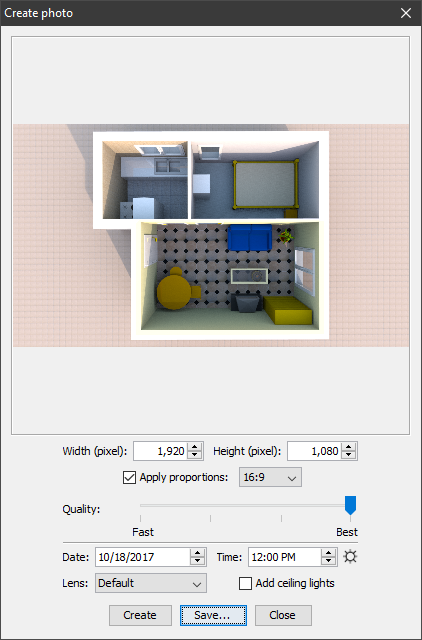 Create photo
Width (pixel): 1,920 Height (pixel): 1,080
Apply proportions: 16:9
Quality:
Fast Best
Date: 10/18/2017 Time: 12:00 PM
Lens: Default Add ceiling lights
Create Save... Close